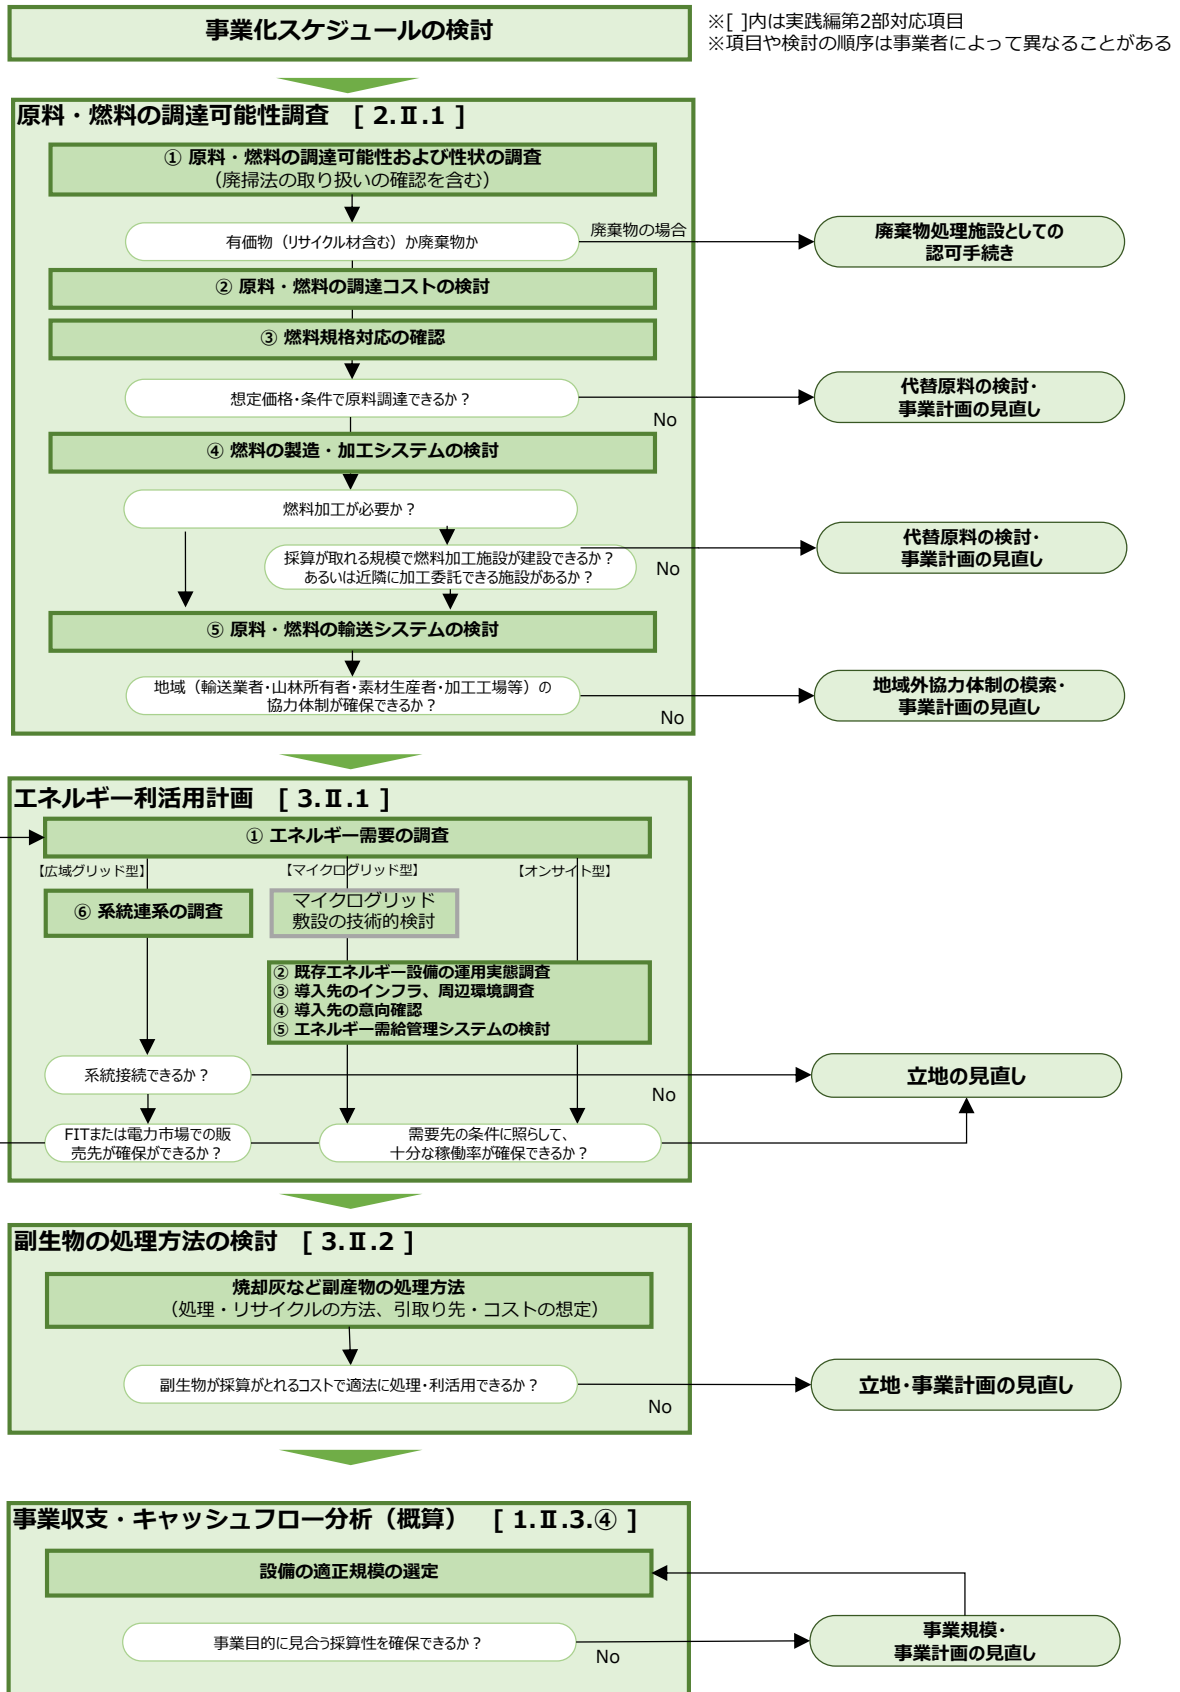 事業化スケジュールの検討
※[ ]内は実践編第2部対応項目
※項目や検討の順序は事業者によって異なることがある
原料・燃料の調達可能性調査 [ 2.Ⅱ.1 ]
① 原料・燃料の調達可能性および性状の調査
（廃掃法の取り扱いの確認を含む）
有価物（リサイクル材含む）か廃棄物か
廃棄物の場合
廃棄物処理施設としての
認可手続き
② 原料・燃料の調達コストの検討
③ 燃料規格対応の確認
想定価格・条件で原料調達できるか？
No
代替原料の検討・
事業計画の見直し
④ 燃料の製造・加工システムの検討
燃料加工が必要か？
採算が取れる規模で燃料加工施設が建設できるか？
あるいは近隣に加工委託できる施設があるか？
No
代替原料の検討・
事業計画の見直し
⑤ 原料・燃料の輸送システムの検討
地域（輸送業者・山林所有者・素材生産者・加工工場等）の
協力体制が確保できるか？
No
地域外協力体制の模索・
事業計画の見直し
エネルギー利活用計画 [ 3.Ⅱ.1 ]
① エネルギー需要の調査
【広域グリッド型】
【マイクログリッド型】
【オンサイト型】
⑥ 系統連系の調査
マイクログリッド
敷設の技術的検討
② 既存エネルギー設備の運用実態調査
③ 導入先のインフラ、周辺環境調査
④ 導入先の意向確認
⑤ エネルギー需給管理システムの検討
系統接続できるか？
No
立地の見直し
FITまたは電力市場での販
売先が確保ができるか？
需要先の条件に照らして、
十分な稼働率が確保できるか？
副生物の処理方法の検討 [ 3.Ⅱ.2 ]
焼却灰など副産物の処理方法
（処理・リサイクルの方法、引取り先・コストの想定）
副生物が採算がとれるコストで適法に処理・利活用できるか？
No
立地・事業計画の見直し
事業収支・キャッシュフロー分析（概算） [ 1.Ⅱ.3.④ ]
設備の適正規模の選定
事業目的に見合う採算性を確保できるか？
No
事業規模・
事業計画の見直し